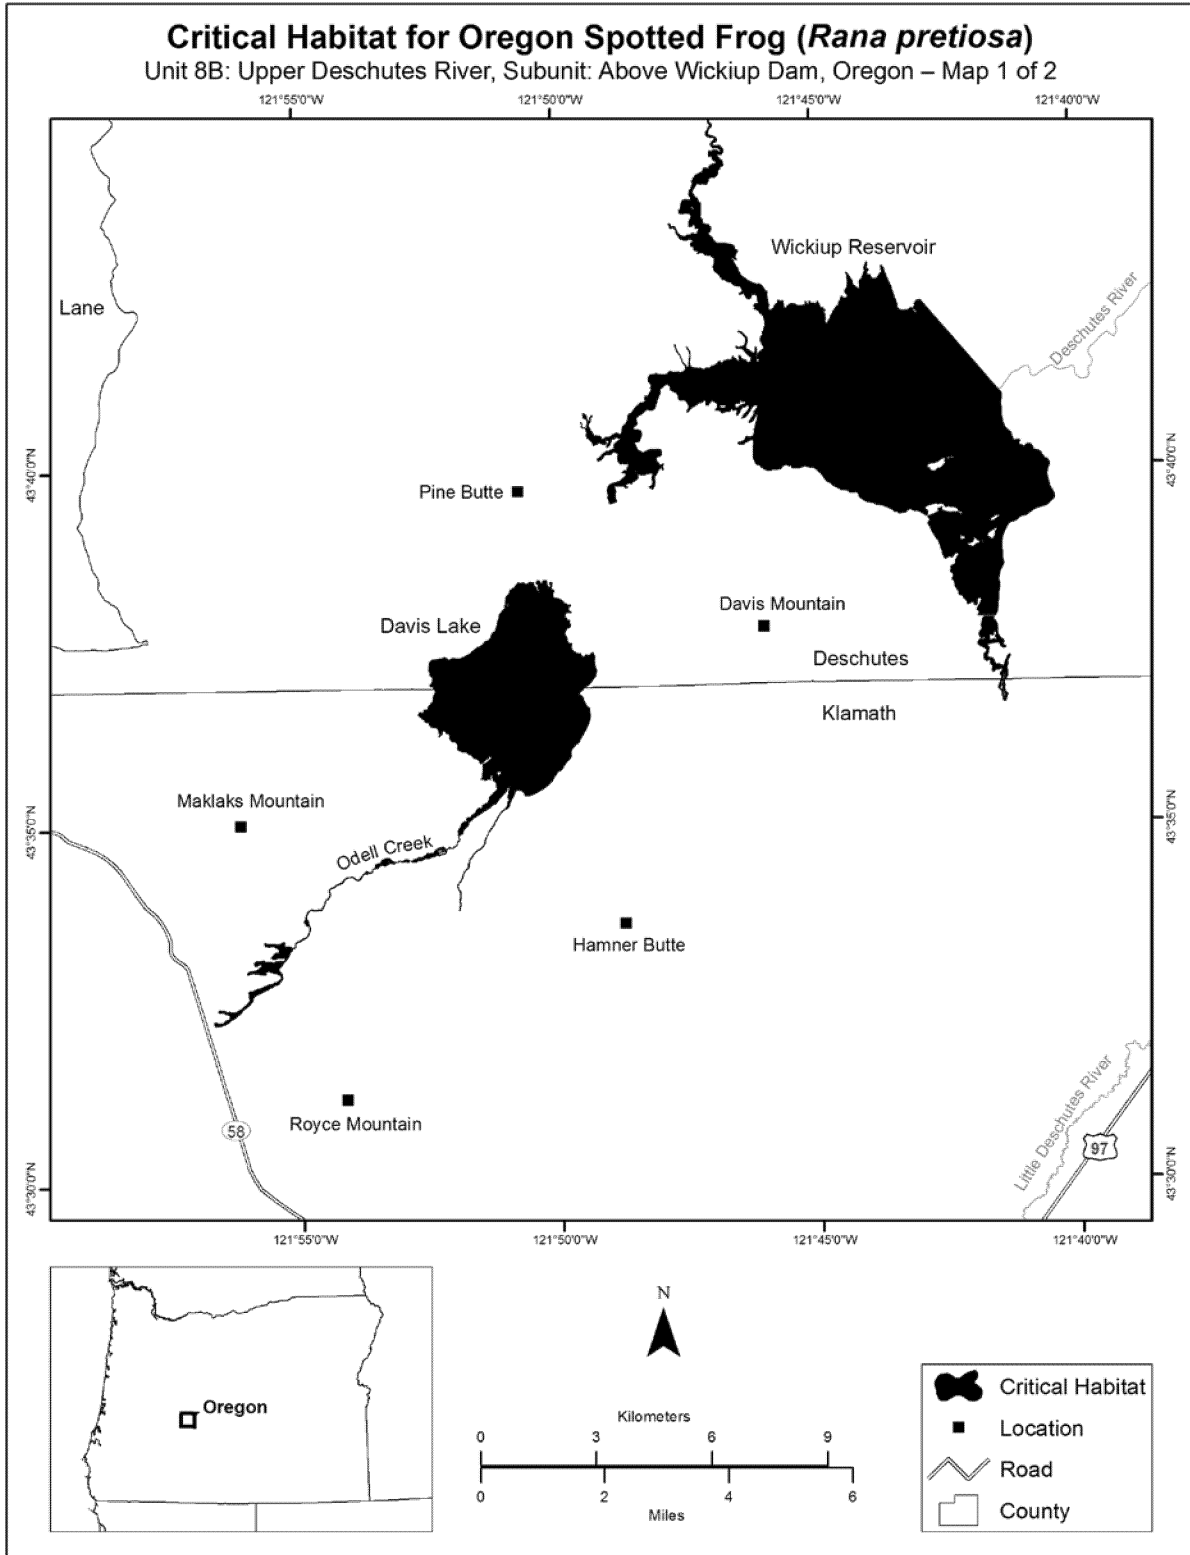 Critical Habitat for Oregon Spotted Frog (Rana pretiosa)
Unit 8B: Upper Deschutes River, Subunit: Above Wickiup Dam, Oregon – Map 1 of 2
121°55'0"W
121°50'0"W
121°45'0"W
121°40'0"W
Wickiup Reservoir
Lane
Deschutes River
43°40'0"N
43°40'0"N
Pine Butte
Davis Mountain
Davis Lake
Deschutes
Klamath
Maklaks Mountain
43°35'0"N
43°35'0"N
Odell Creek
Hamner Butte
Little Deschutes River
Royce Mountain
58
97
43°30'0"N
43°30'0"N
121°55'0"W
121°50'0"W
121°45'0"W
121°40'0"W
N
Oregon
Kilometers
0 3 6 9
0 2 4 6
Miles
Critical Habitat
Location
Road
County